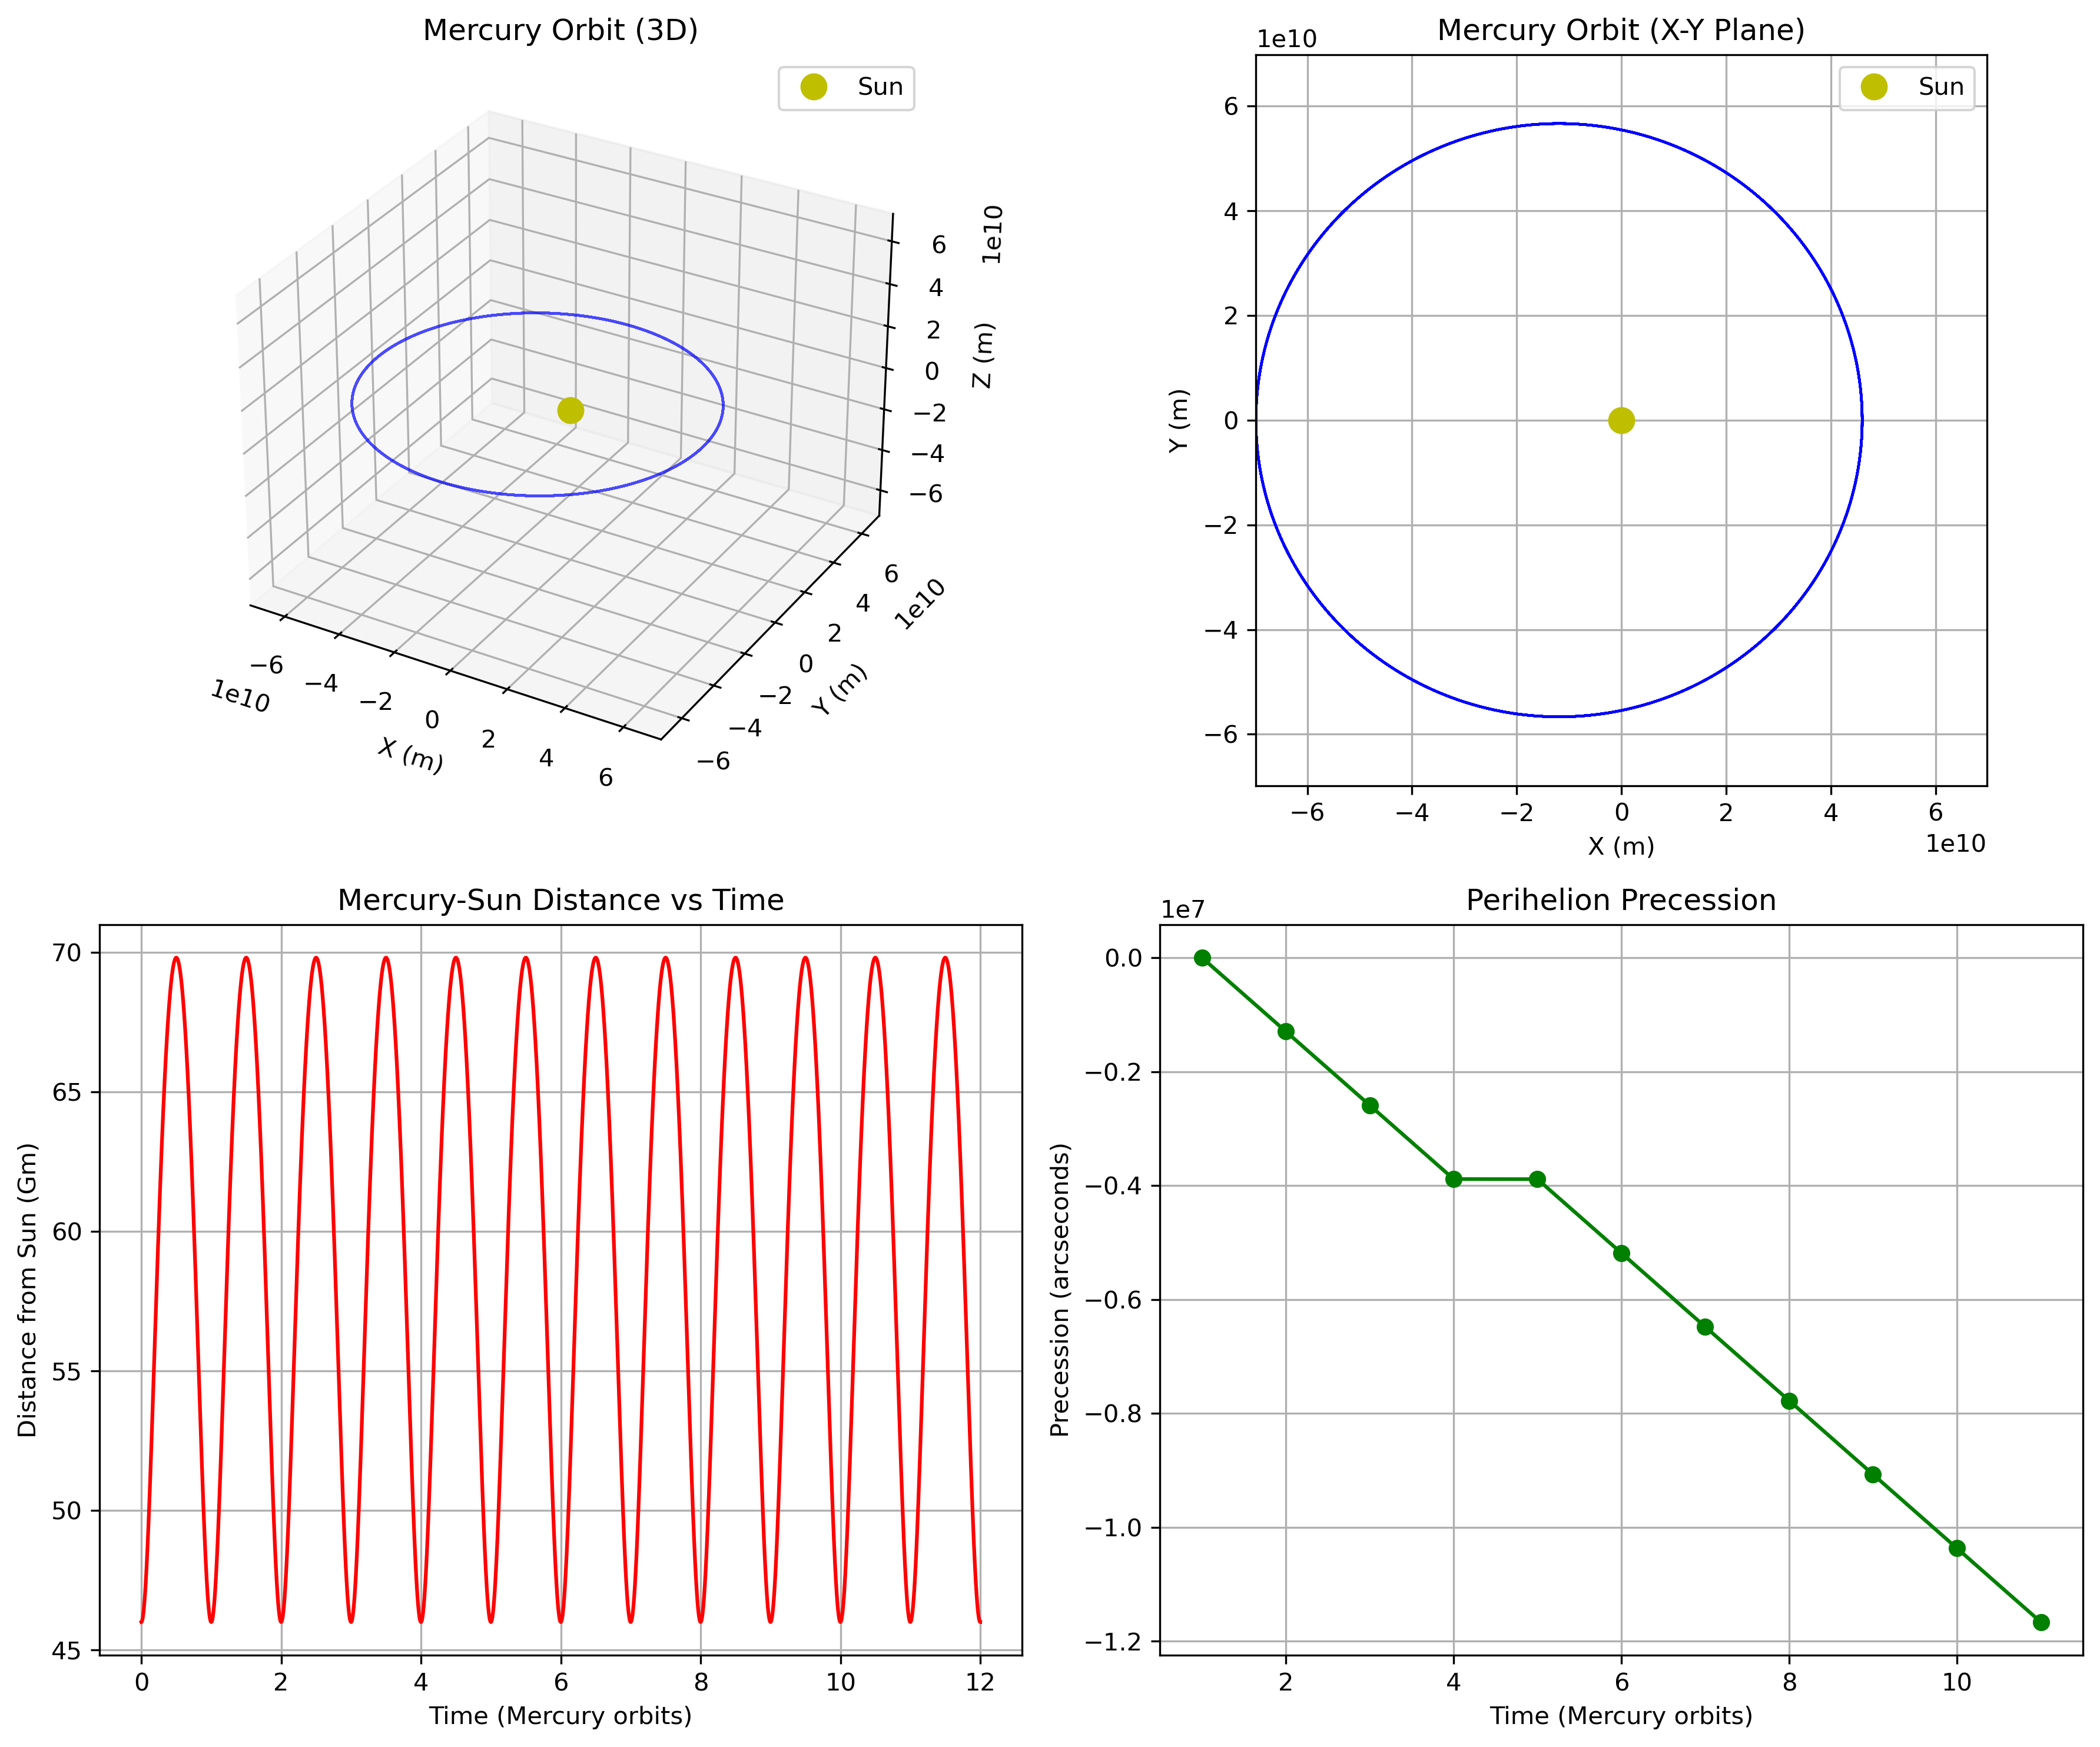 Mercury Orbit (3D)
Sun
1e10
6
4
2
0
−2
−4
−6
Z (m)
6
4
2
0
−2
−4
−6
1e10
Y (m)
−6
−4
−2
0
2
4
6
1e10
X (m)
Mercury Orbit (X-Y Plane)
1e10
Sun
6
4
2
0
−2
−4
−6
Y (m)
−6 −4 −2 0 2 4 6
X (m)
1e10
Mercury-Sun Distance vs Time
70
65
60
55
50
45
Distance from Sun (Gm)
0 2 4 6 8 10 12
Time (Mercury orbits)
Perihelion Precession
1e7
0.0
−0.2
−0.4
−0.6
−0.8
−1.0
−1.2
Precession (arcseconds)
2 4 6 8 10
Time (Mercury orbits)